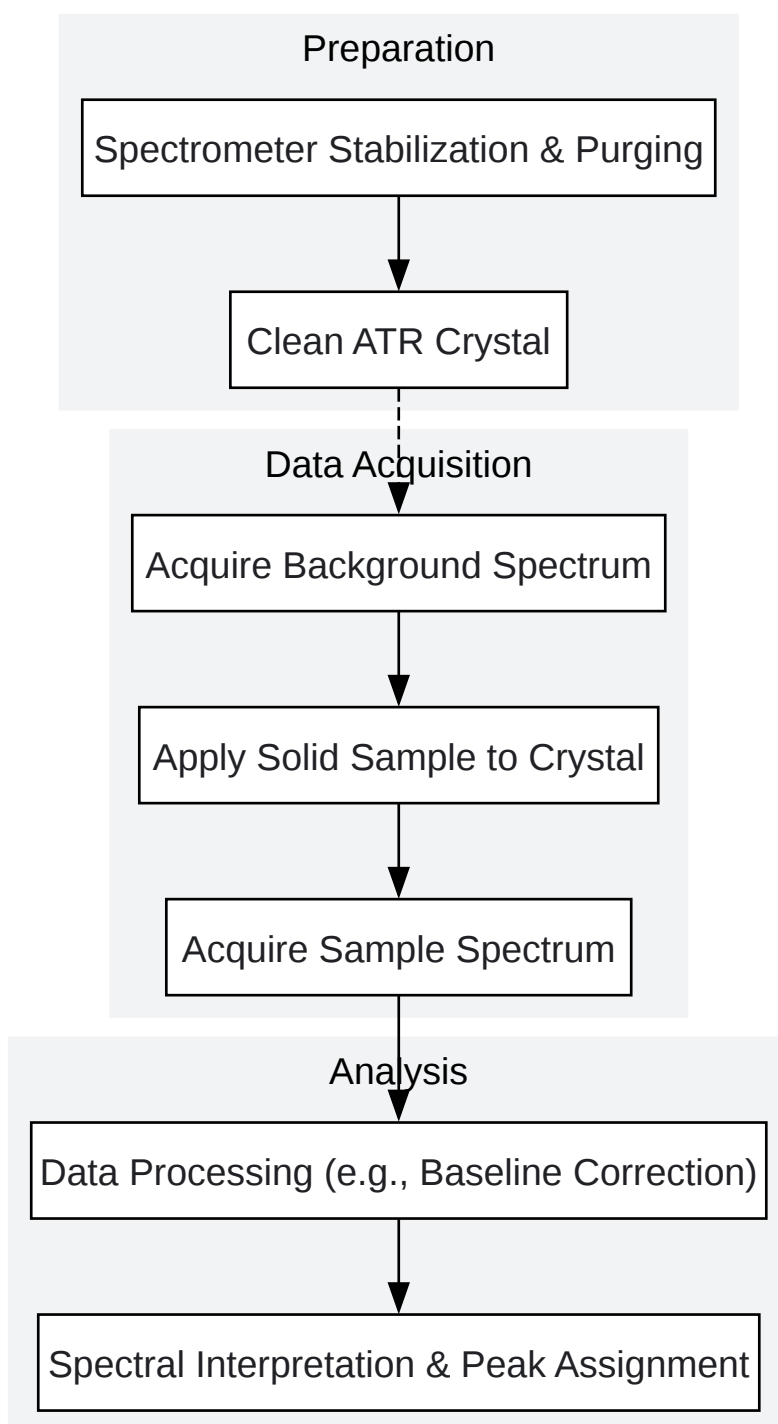 Preparation
Spectrometer Stabilization & Purging
Clean ATR Crystal
Data Acquisition
Acquire Background Spectrum
Apply Solid Sample to Crystal
Acquire Sample Spectrum
Analysis
Data Processing (e.g., Baseline Correction)
Spectral Interpretation & Peak Assignment